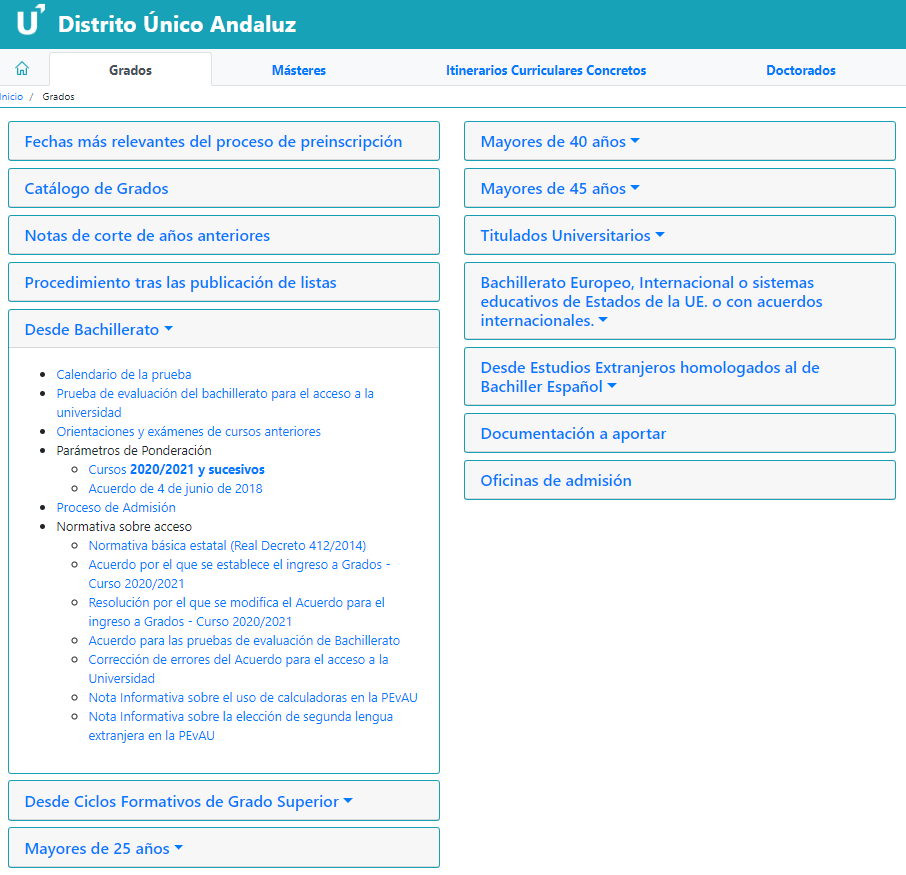 U Distrito Único Andaluz
Grados
Másteres
Itinerarios Curriculares Concretos
Doctorados
Inicio / Grados
Fechas más relevantes del proceso de preinscripción
Catálogo de Grados
Notas de corte de años anteriores
Procedimiento tras las publicación de listas
Desde Bachillerato
Calendario de la prueba
Prueba de evaluación del bachillerato para el acceso a la
universidad
Orientaciones y exámenes de cursos anteriores
Parámetros de Ponderación
Cursos 2020/2021 y sucesivos
Acuerdo de 4 de junio de 2018
Proceso de Admisión
Normativa sobre acceso
Normativa básica estatal (Real Decreto 412/2014)
Acuerdo por el que se establece el ingreso a Grados -
Curso 2020/2021
Resolución por el que se modifica el Acuerdo para el
ingreso a Grados - Curso 2020/2021
Acuerdo para las pruebas de evaluación de Bachillerato
Corrección de errores del Acuerdo para el acceso a la
Universidad
Nota Informativa sobre el uso de calculadoras en la PEvAU
Nota Informativa sobre la elección de segunda lengua
extranjera en la PEvAU
Desde Ciclos Formativos de Grado Superior
Mayores de 25 años
Mayores de 40 años
Mayores de 45 años
Titulados Universitarios
Bachillerato Europeo, Internacional o sistemas
educativos de Estados de la UE. o con acuerdos
internacionales.
Desde Estudios Extranjeros homologados al de
Bachiller Español
Documentación a aportar
Oficinas de admisión